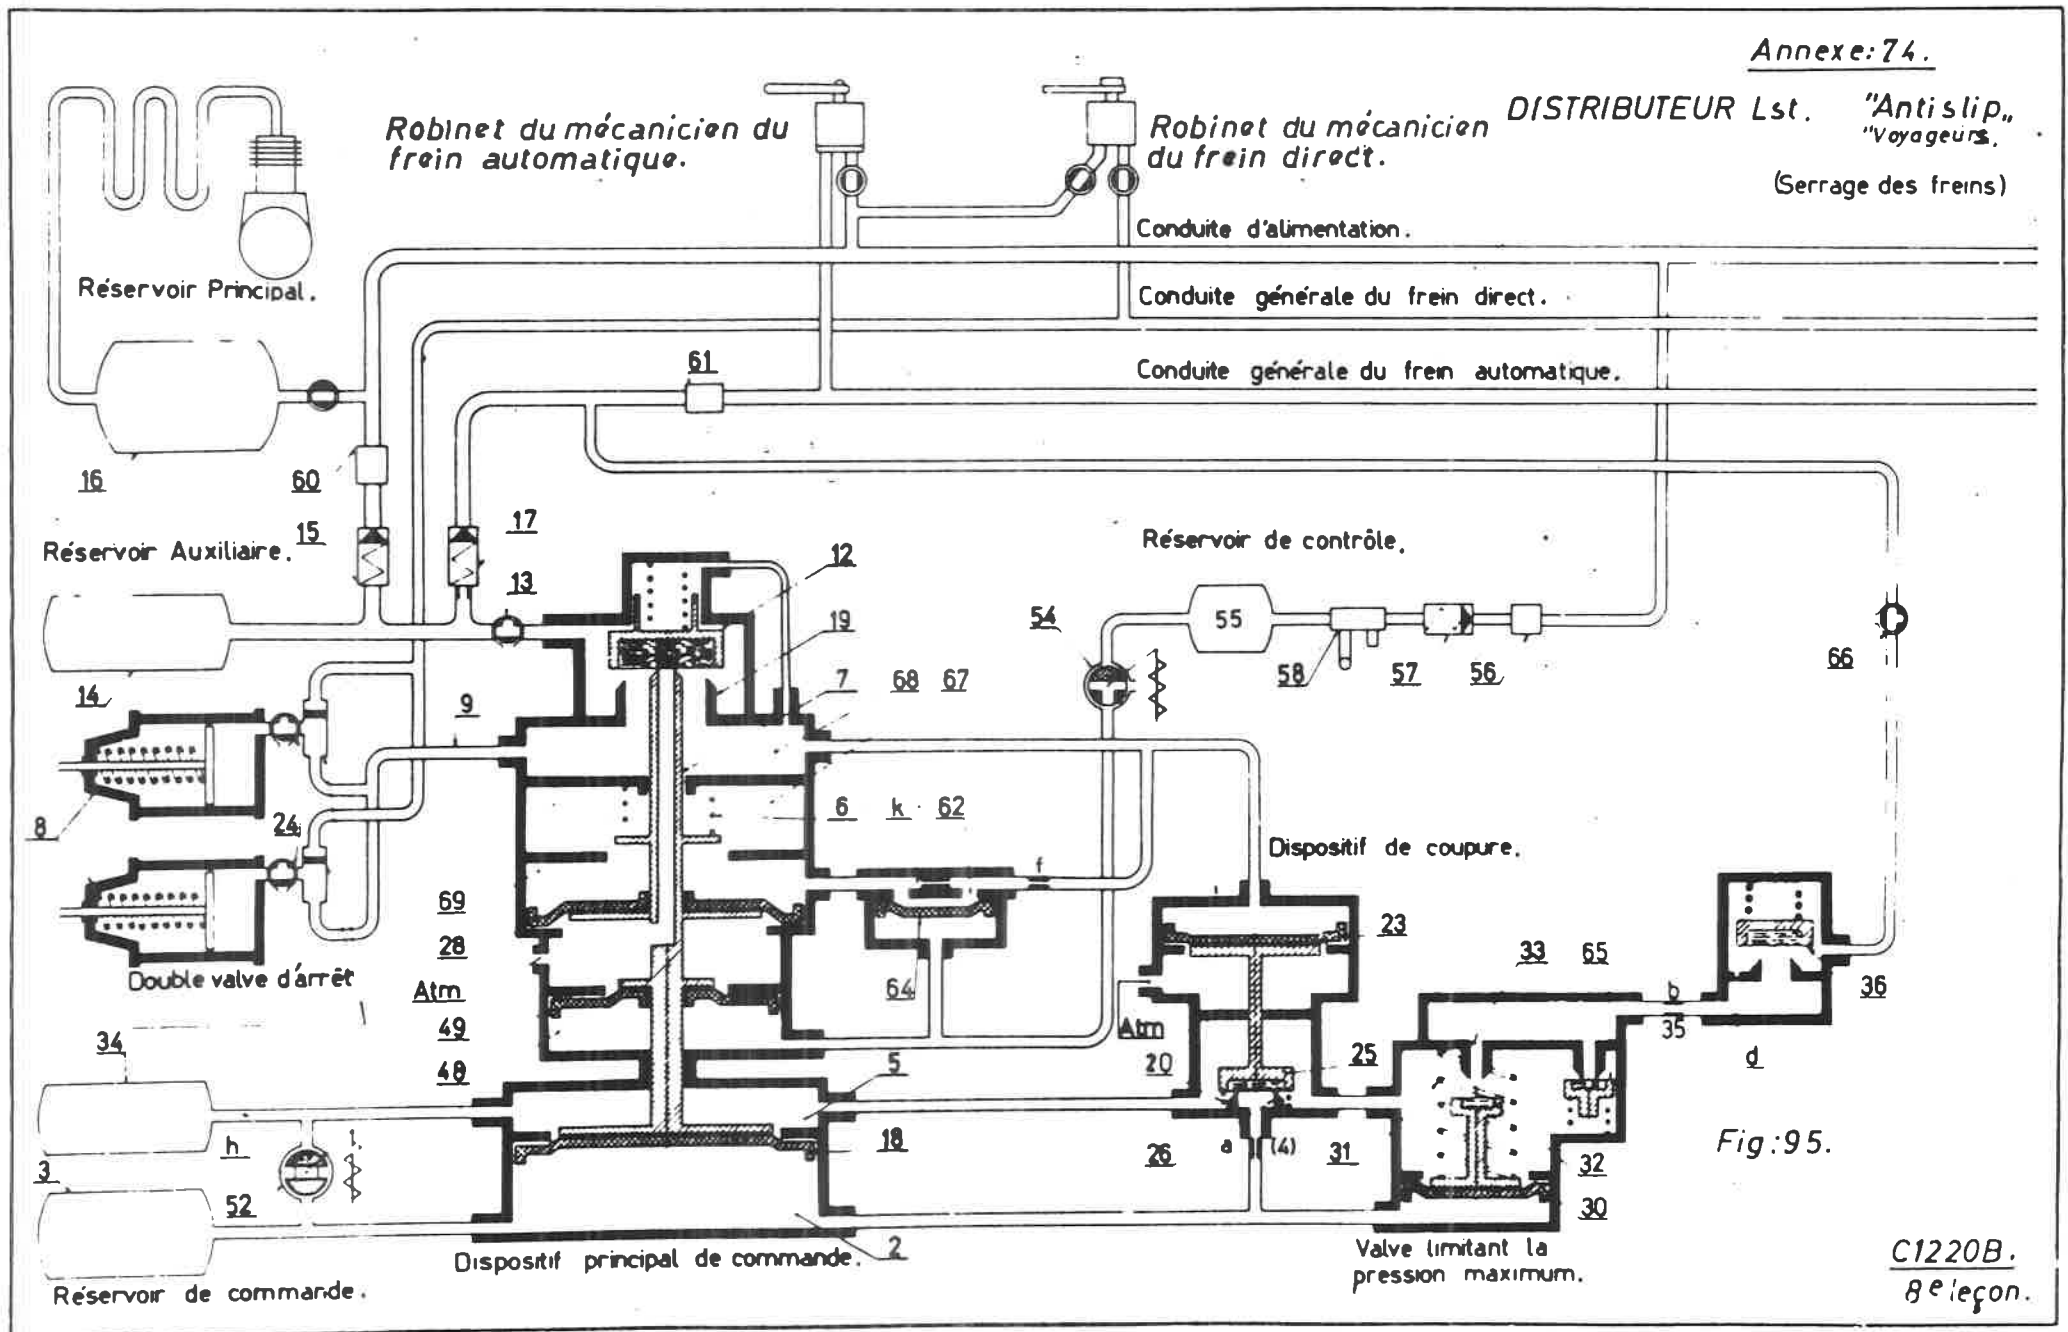 Annexe:74.
DISTRIBUTEUR Lst. "Antislip„
"Voyageurs.
(Serrage des freins)
Robinet du mécanicien du
frein automatique.
Robinet du mécanicien
du frein direct.
Conduite d'alimentation.
Réservoir Principal.
Conduite générale du frein direct.
61
Conduite générale du frein automatique.
16
60
15
17
Réservoir Auxiliaire.
Réservoir de contrôle.
13
12
54
55
19
58
57
56
66
14
9
7
68
67
8
24
6
k
62
Dispositif de coupure.
f
69
23
28
33
65
Double valve d'arrêt
Atm
64
36
b
49
Atm
35
34
48
5
20
25
d
h
1.
18
26
a
(4)
31
Fig:95.
3
32
52
30
2
Dispositif principal de commande.
Valve limitant la
pression maximum.
Réservoir de commande.
C1220B.
8e leçon.